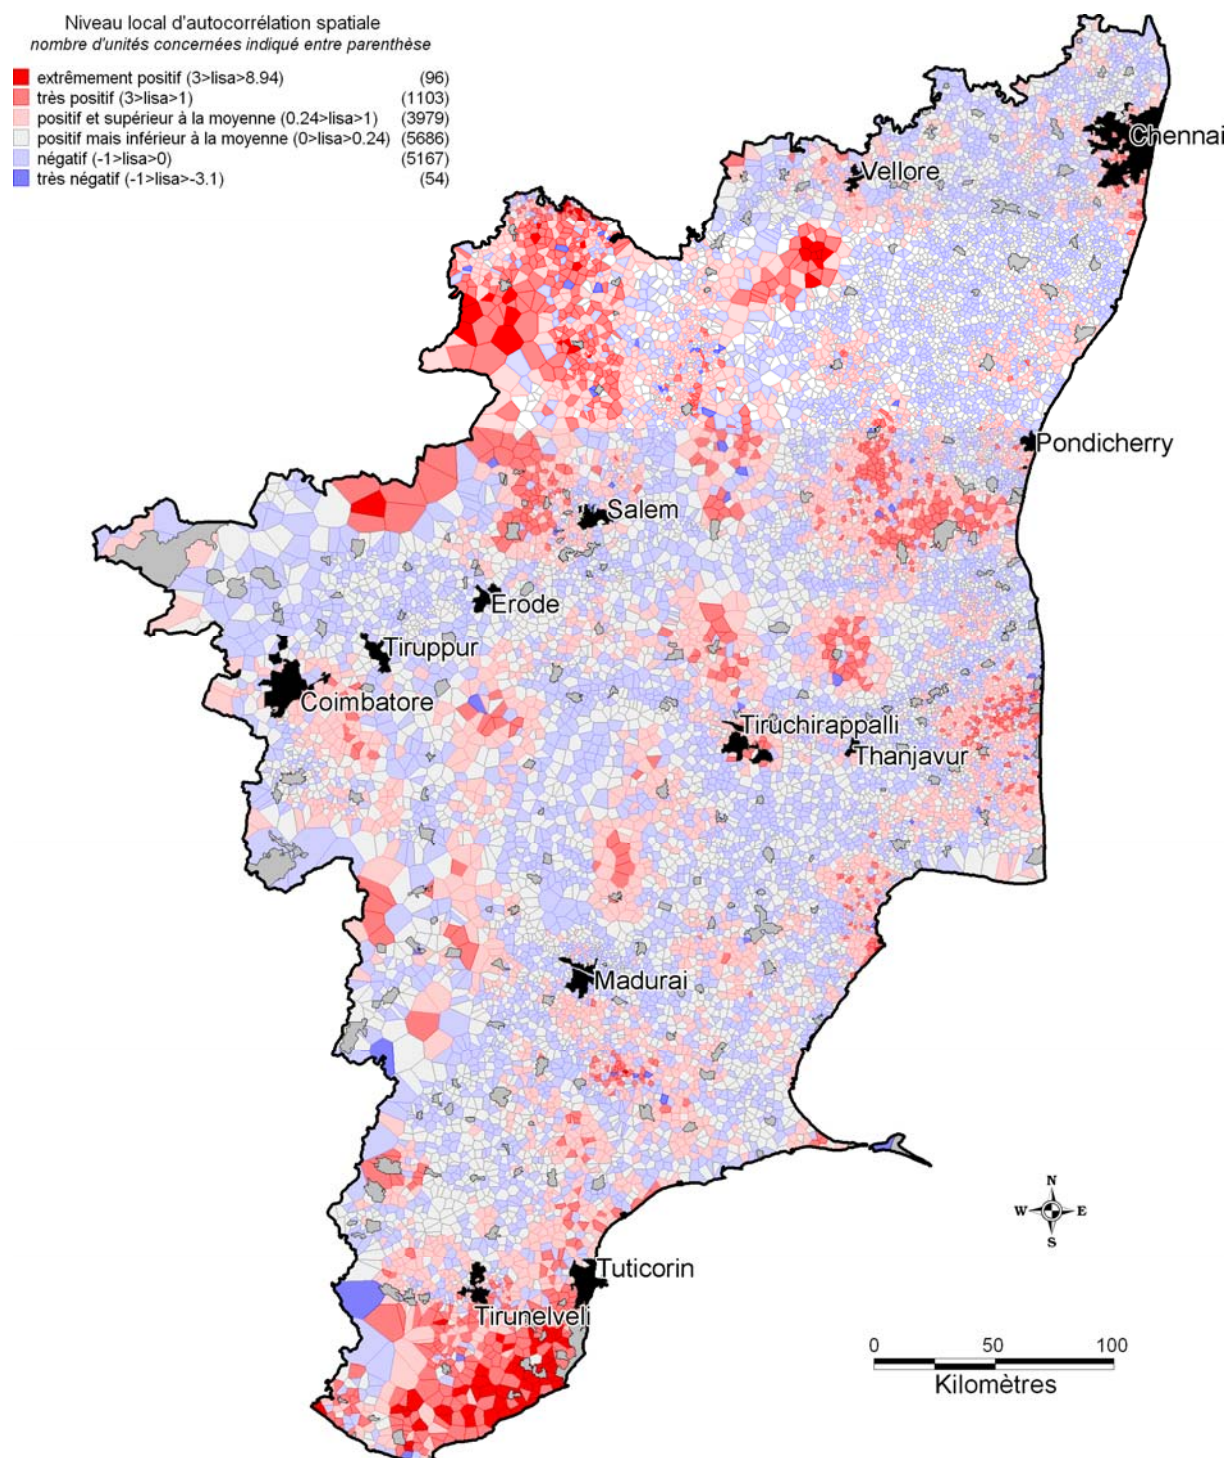 Niveau local d'autocorrélation spatiale
nombre d'unités concernées indiqué entre parenthèse
extrêmement positif (3>lisa>8.94) (96)
très positif (3>lisa>1) (1103)
positif et supérieur à la moyenne (0.24>lisa>1) (3979)
positif mais inférieur à la moyenne (0>lisa>0.24) (5686)
négatif (-1>lisa>0) (5167)
très négatif (-1>lisa>-3.1) (54)
Chennai
Vellore
Pondicherry
Salem
Erode
Tiruppur
Coimbatore
Tiruchirappalli
Thanjavur
Madurai
N
W E
S
Tuticorin
Tirunelveli
0 50 100
Kilomètres